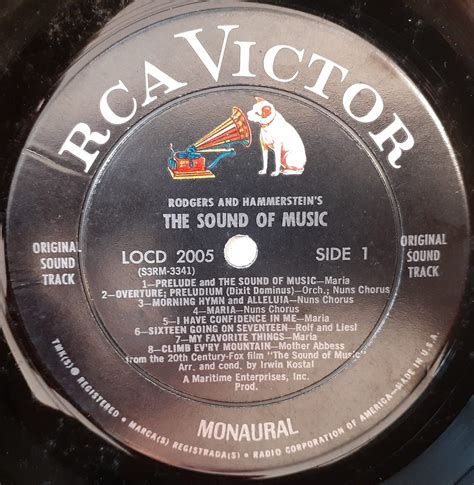 RCA VICTOR
RODGERS AND HAMMERSTEIN'S
THE SOUND OF MUSIC
ORIGINAL
SOUND
TRACK
LOCD 2005
(S3RM-3341)
SIDE 1
ORIGINAL
SOUND
TRACK
1—PRELUDE and THE SOUND OF MUSIC—Maria
2—OVERTURE; PRELUDIUM (Dixit Dominus)—Orch.; Nuns Chorus
3—MORNING HYMN and ALLELUIA—Nuns Chorus
4—MARIA—Nuns Chorus
5—I HAVE CONFIDENCE IN ME—Maria
6—SIXTEEN GOING ON SEVENTEEN—Rolf and Liesl
7—MY FAVORITE THINGS—Maria
8—CLIMB EV'RY MOUNTAIN—Mother Abbess
from the 20th Century-Fox film "The Sound of Music"
Arr. and cond. by Irwin Kostal
A Maritime Enterprises, Inc.
Prod.
MONAURAL
TMK(S) ® REGISTERED • MARCA(S) REGISTRADA(S) • RADIO CORPORATION OF AMERICA—MADE IN U.S.A.